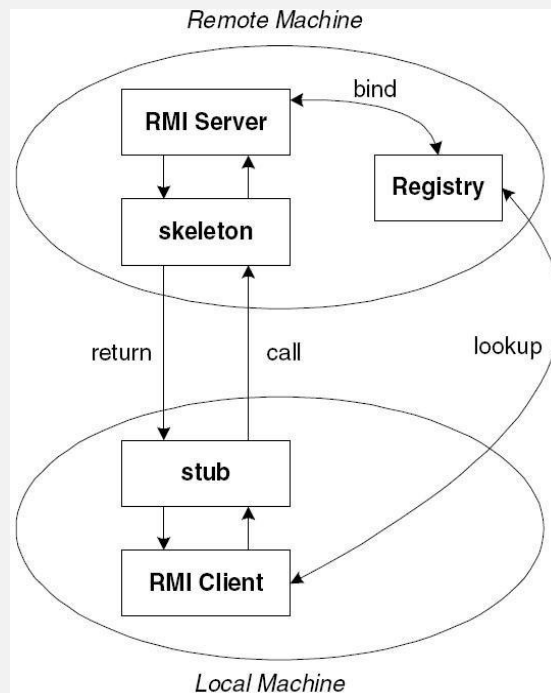 Remote Machine
bind
RMI Server
Registry
skeleton
return
call
lookup
stub
RMI Client
Local Machine